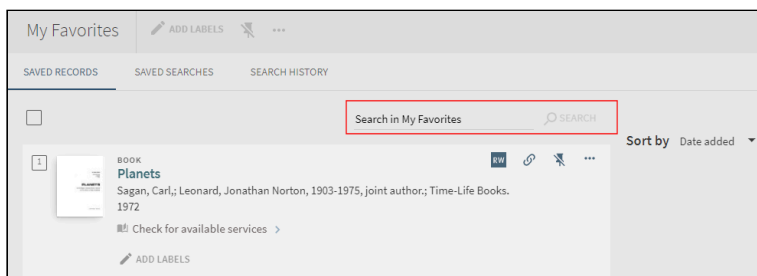 My Favorites
ADD LABELS
SAVED RECORDS
SAVED SEARCHES
SEARCH HISTORY
Search in My Favorites
SEARCH
Sort by Date added
1
BOOK
RW
Planets
Sagan, Carl,; Leonard, Jonathan Norton, 1903-1975, joint author.; Time-Life Books.
1972
Check for available services
ADD LABELS
PLANETS